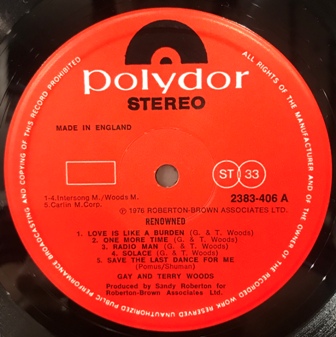 polydor
STEREO
MADE IN ENGLAND
ALL RIGHTS OF THE MANUFACTURER AND OF THE OWNER OF THE RECORDED WORK RESERVED. UNAUTHORIZED PUBLIC PERFORMANCE BROADCASTING AND COPYING OF THIS RECORD PROHIBITED
ST 33
1-4.Intersong M./Woods M.
5.Carlin M.Corp.
2383-406 A
Ⓟ 1976 ROBERTON-BROWN ASSOCIATES LTD.
RENOWNED
1. LOVE IS LIKE A BURDEN (G. & T. Woods)
2. ONE MORE TIME (G. & T. Woods)
3. RADIO MAN (G. & T. Woods)
4. SOLACE (G. & T. Woods)
5. SAVE THE LAST DANCE FOR ME
(Pomus/Shuman)
GAY AND TERRY WOODS
Produced by Sandy Roberton for
Roberton-Brown Associates Ltd.